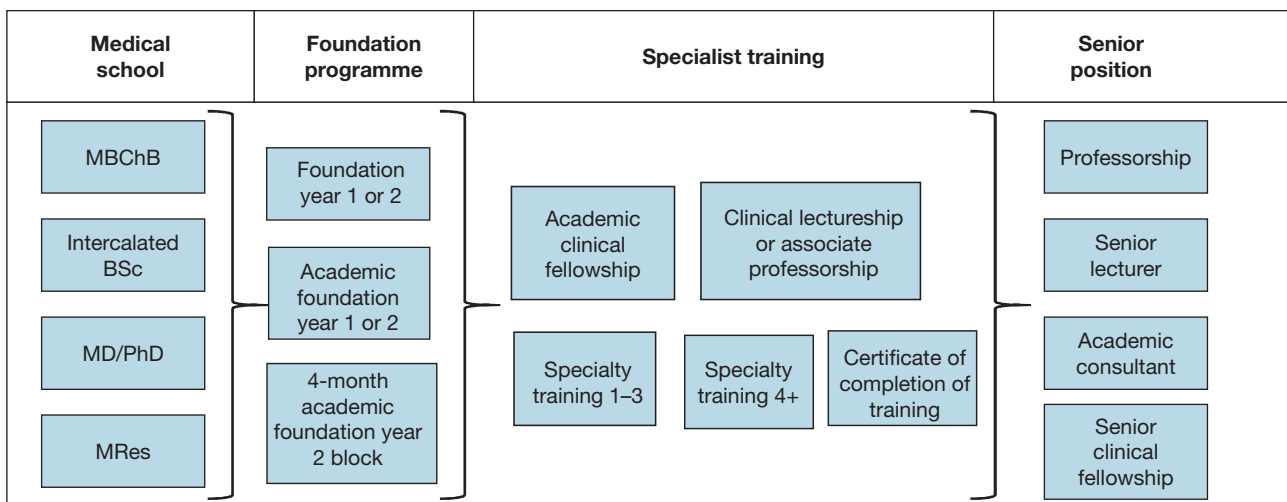 Medical
school
Foundation
programme
Specialist training
Senior
position
MBChB
Intercalated
BSc
MD/PhD
MRes
Foundation
year 1 or 2
Academic
foundation
year 1 or 2
4-month
academic
foundation year
2 block
Academic
clinical
fellowship
Clinical lectureship
or associate
professorship
Specialty
training 1–3
Specialty
training 4+
Certificate of
completion of
training
Professorship
Senior
lecturer
Academic
consultant
Senior
clinical
fellowship